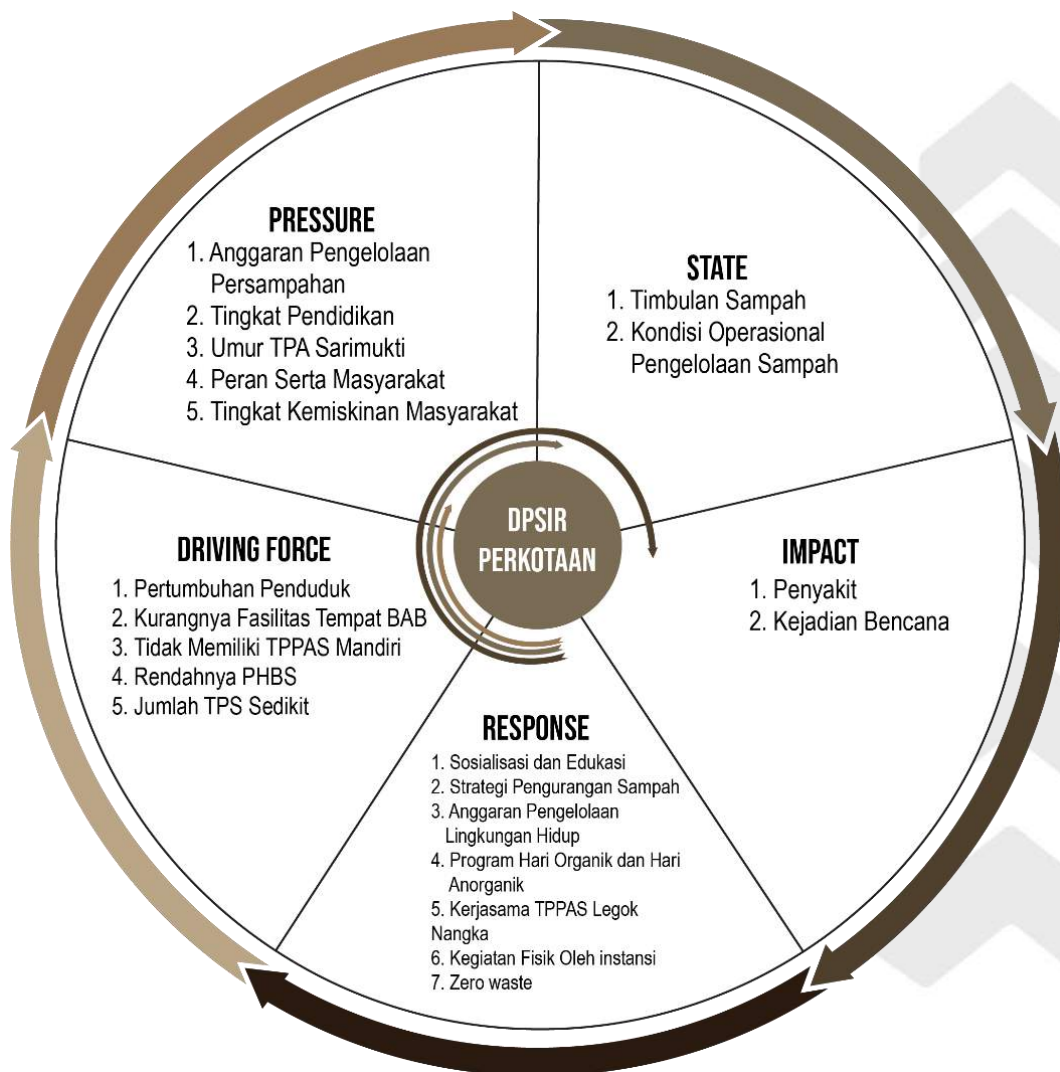 PRESSURE
1. Anggaran Pengelolaan
Persampahan
2. Tingkat Pendidikan
3. Umur TPA Sarimukti
4. Peran Serta Masyarakat
5. Tingkat Kemiskinan Masyarakat
STATE
1. Timbulan Sampah
2. Kondisi Operasional
Pengelolaan Sampah
DPSIR
PERKOTAAN
DRIVING FORCE
1. Pertumbuhan Penduduk
2. Kurangnya Fasilitas Tempat BAB
3. Tidak Memiliki TPPAS Mandiri
4. Rendahnya PHBS
5. Jumlah TPS Sedikit
IMPACT
1. Penyakit
2. Kejadian Bencana
RESPONSE
1. Sosialisasi dan Edukasi
2. Strategi Pengurangan Sampah
3. Anggaran Pengelolaan
Lingkungan Hidup
4. Program Hari Organik dan Hari
Anorganik
5. Kerjasama TPPAS Legok
Nangka
6. Kegiatan Fisik Oleh instansi
7. Zero waste